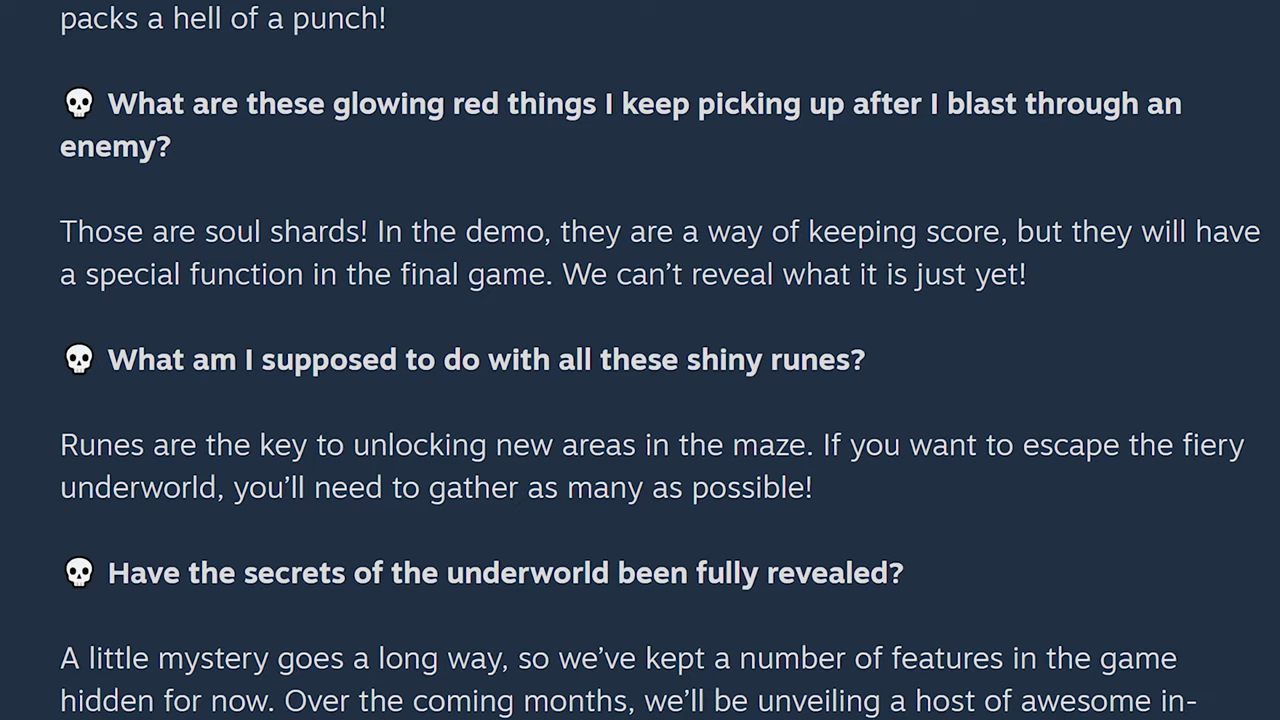 packs a hell of a punch!
💀 What are these glowing red things I keep picking up after I blast through an
enemy?
Those are soul shards! In the demo, they are a way of keeping score, but they will have
a special function in the final game. We can’t reveal what it is just yet!
💀 What am I supposed to do with all these shiny runes?
Runes are the key to unlocking new areas in the maze. If you want to escape the fiery
underworld, you’ll need to gather as many as possible!
💀 Have the secrets of the underworld been fully revealed?
A little mystery goes a long way, so we’ve kept a number of features in the game
hidden for now. Over the coming months, we’ll be unveiling a host of awesome in-